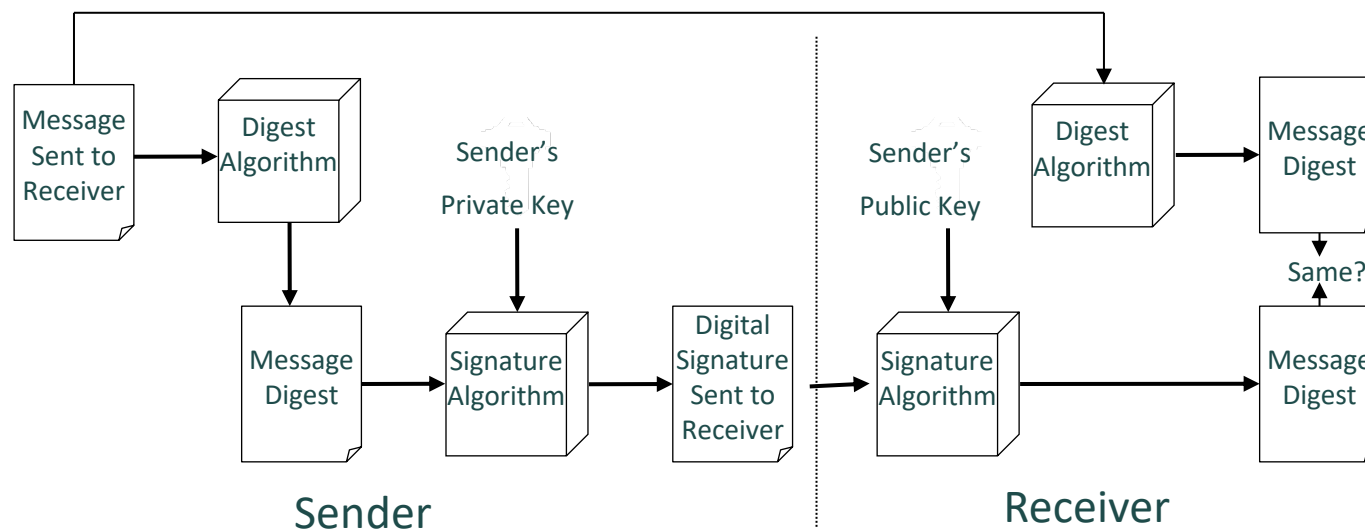 Message
Sent to
Receiver
Digest
Algorithm
Sender’s
Private Key
Sender’s
Public Key
Digest
Algorithm
Message
Digest
Same?
Message
Digest
Signature
Algorithm
Digital
Signature
Sent to
Receiver
Signature
Algorithm
Message
Digest
Sender
Receiver